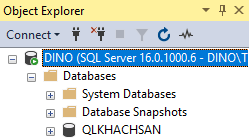 Object Explorer
Connect
DINO (SQL Server 16.0.1000.6 - DINO\T
Databases
System Databases
Database Snapshots
QLKHACHSAN